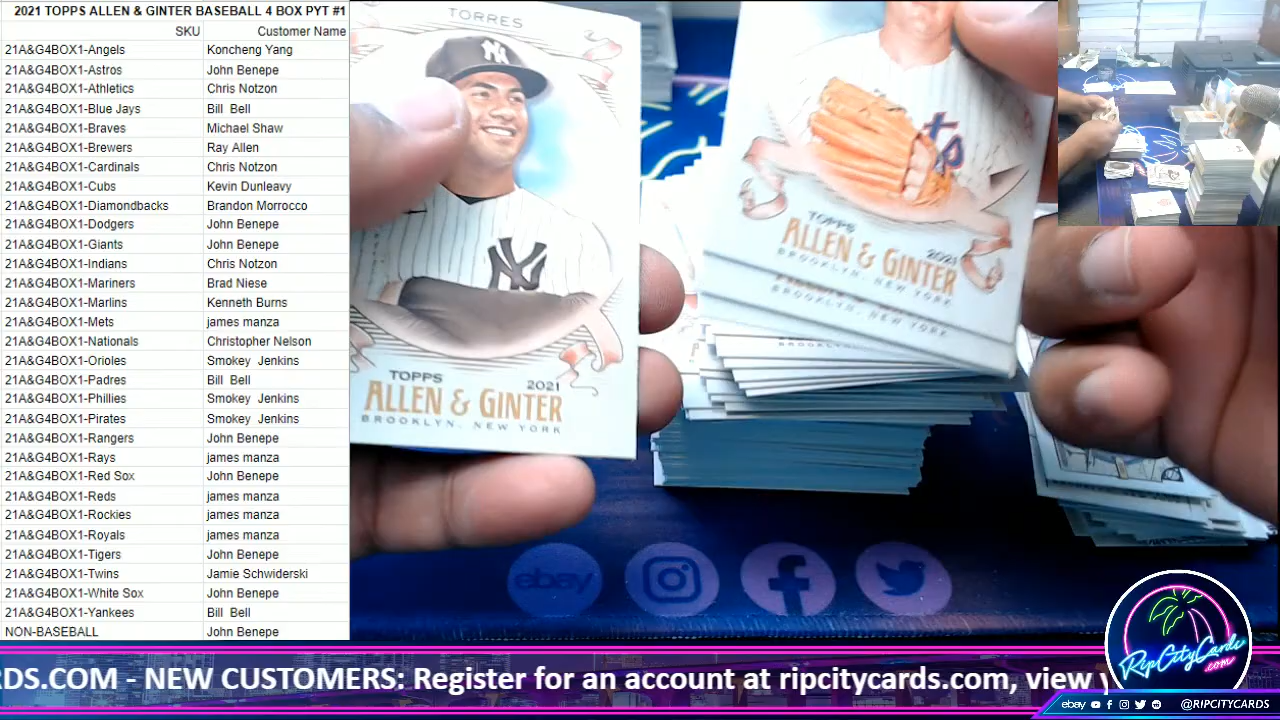 2021 TOPPS ALLEN & GINTER BASEBALL 4 BOX PYT #1
SKU Customer Name
21A&G4BOX1-Angels Koncheng Yang
21A&G4BOX1-Astros John Benepe
21A&G4BOX1-Athletics Chris Notzon
21A&G4BOX1-Blue Jays Bill Bell
21A&G4BOX1-Braves Michael Shaw
21A&G4BOX1-Brewers Ray Allen
21A&G4BOX1-Cardinals Chris Notzon
21A&G4BOX1-Cubs Kevin Dunleavy
21A&G4BOX1-Diamondbacks Brandon Morrocco
21A&G4BOX1-Dodgers John Benepe
21A&G4BOX1-Giants John Benepe
21A&G4BOX1-Indians Chris Notzon
21A&G4BOX1-Mariners Brad Niese
21A&G4BOX1-Marlins Kenneth Burns
21A&G4BOX1-Mets james manza
21A&G4BOX1-Nationals Christopher Nelson
21A&G4BOX1-Orioles Smokey Jenkins
21A&G4BOX1-Padres Bill Bell
21A&G4BOX1-Phillies Smokey Jenkins
21A&G4BOX1-Pirates Smokey Jenkins
21A&G4BOX1-Rangers John Benepe
21A&G4BOX1-Rays james manza
21A&G4BOX1-Red Sox John Benepe
21A&G4BOX1-Reds james manza
21A&G4BOX1-Rockies james manza
21A&G4BOX1-Royals james manza
21A&G4BOX1-Tigers John Benepe
21A&G4BOX1-Twins Jamie Schwiderski
21A&G4BOX1-White Sox John Benepe
21A&G4BOX1-Yankees Bill Bell
NON-BASEBALL John Benepe
TORRES
NY
NY
TOPPS 2021
ALLEN & GINTER
BROOKLYN, NEW YORK
TOPPS 2021
ALLEN & GINTER
BROOKLYN, NEW YORK
BROOKLYN, NEW YORK
ebay
RDS.COM - NEW CUSTOMERS: Register for an account at ripcitycards.com, view
RipCityCards
.com
ebay @RIPCITYCARDS